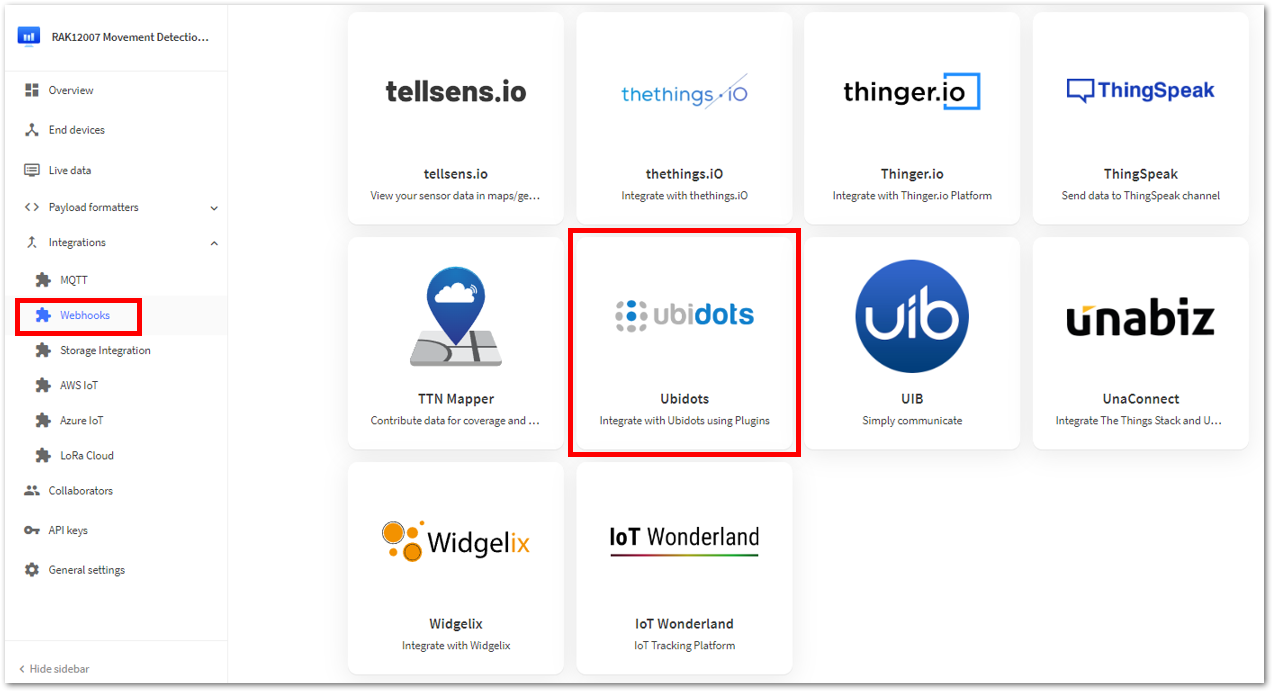 RAK12007 Movement Detectio...
Overview
End devices
Live data
Payload formatters
Integrations
MQTT
Webhooks
Storage Integration
AWS IoT
Azure IoT
LoRa Cloud
Collaborators
API keys
General settings
Hide sidebar
tellsens.io
tellsens.io
View your sensor data in maps/ge...
thethings.iO
thethings.iO
Integrate with thethings.iO
thinger.io
Thinger.io
Integrate with Thinger.io Platform
ThingSpeak
ThingSpeak
Send data to ThingSpeak channel
TTN Mapper
Contribute data for coverage and ...
ubidots
Ubidots
Integrate with Ubidots using Plugins
uib
UIB
Simply communicate
unabiz
UnaConnect
Integrate The Things Stack and U...
Widgelix
Widgelix
Integrate with Widgelix
IoT Wonderland
IoT Wonderland
IoT Tracking Platform